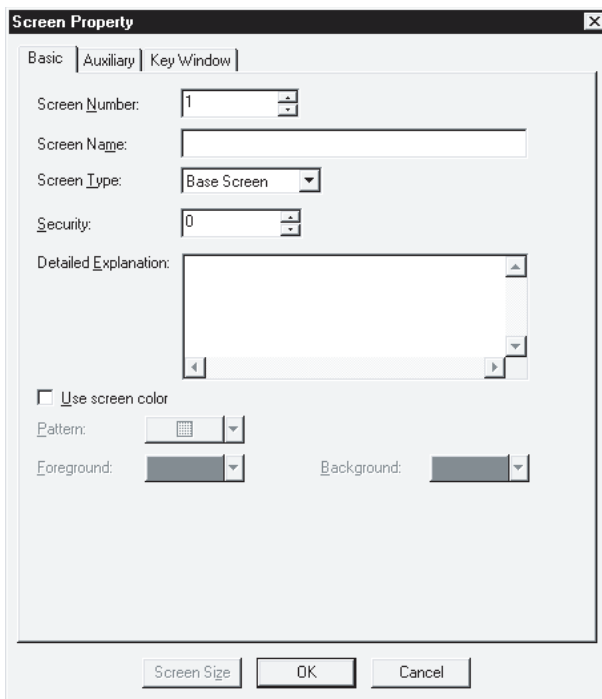 Screen Property
Basic Auxiliary Key Window
Screen Number: 1
Screen Name:
Screen Type: Base Screen
Security: 0
Detailed Explanation:
Use screen color
Pattern:
Foreground: Background:
Screen Size OK Cancel